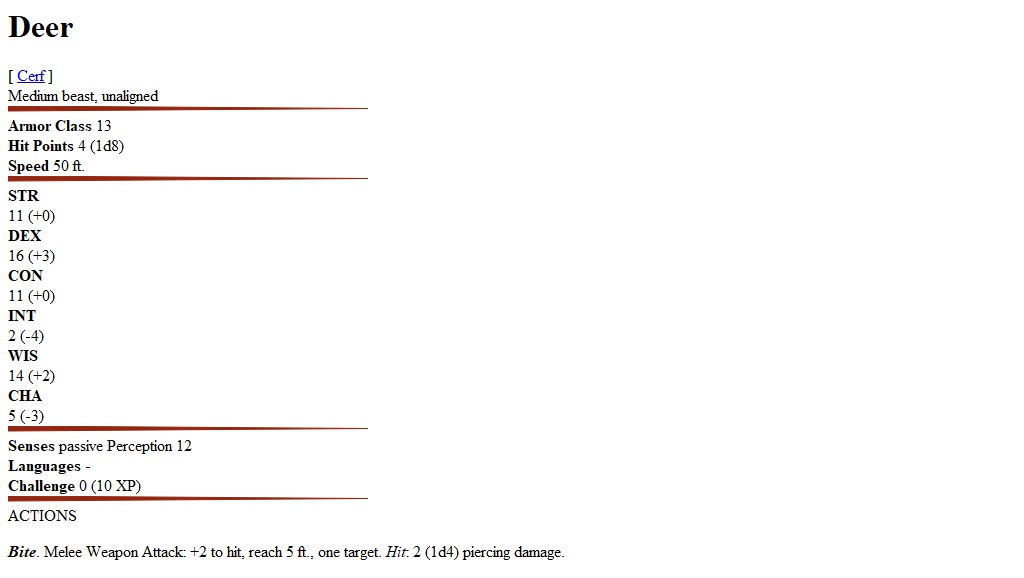 Deer
[ Cerf ]
Medium beast, unaligned
Armor Class 13
Hit Points 4 (1d8)
Speed 50 ft.
STR
11 (+0)
DEX
16 (+3)
CON
11 (+0)
INT
2 (-4)
WIS
14 (+2)
CHA
5 (-3)
Senses passive Perception 12
Languages -
Challenge 0 (10 XP)
ACTIONS
Bite. Melee Weapon Attack: +2 to hit, reach 5 ft., one target. Hit: 2 (1d4) piercing damage.